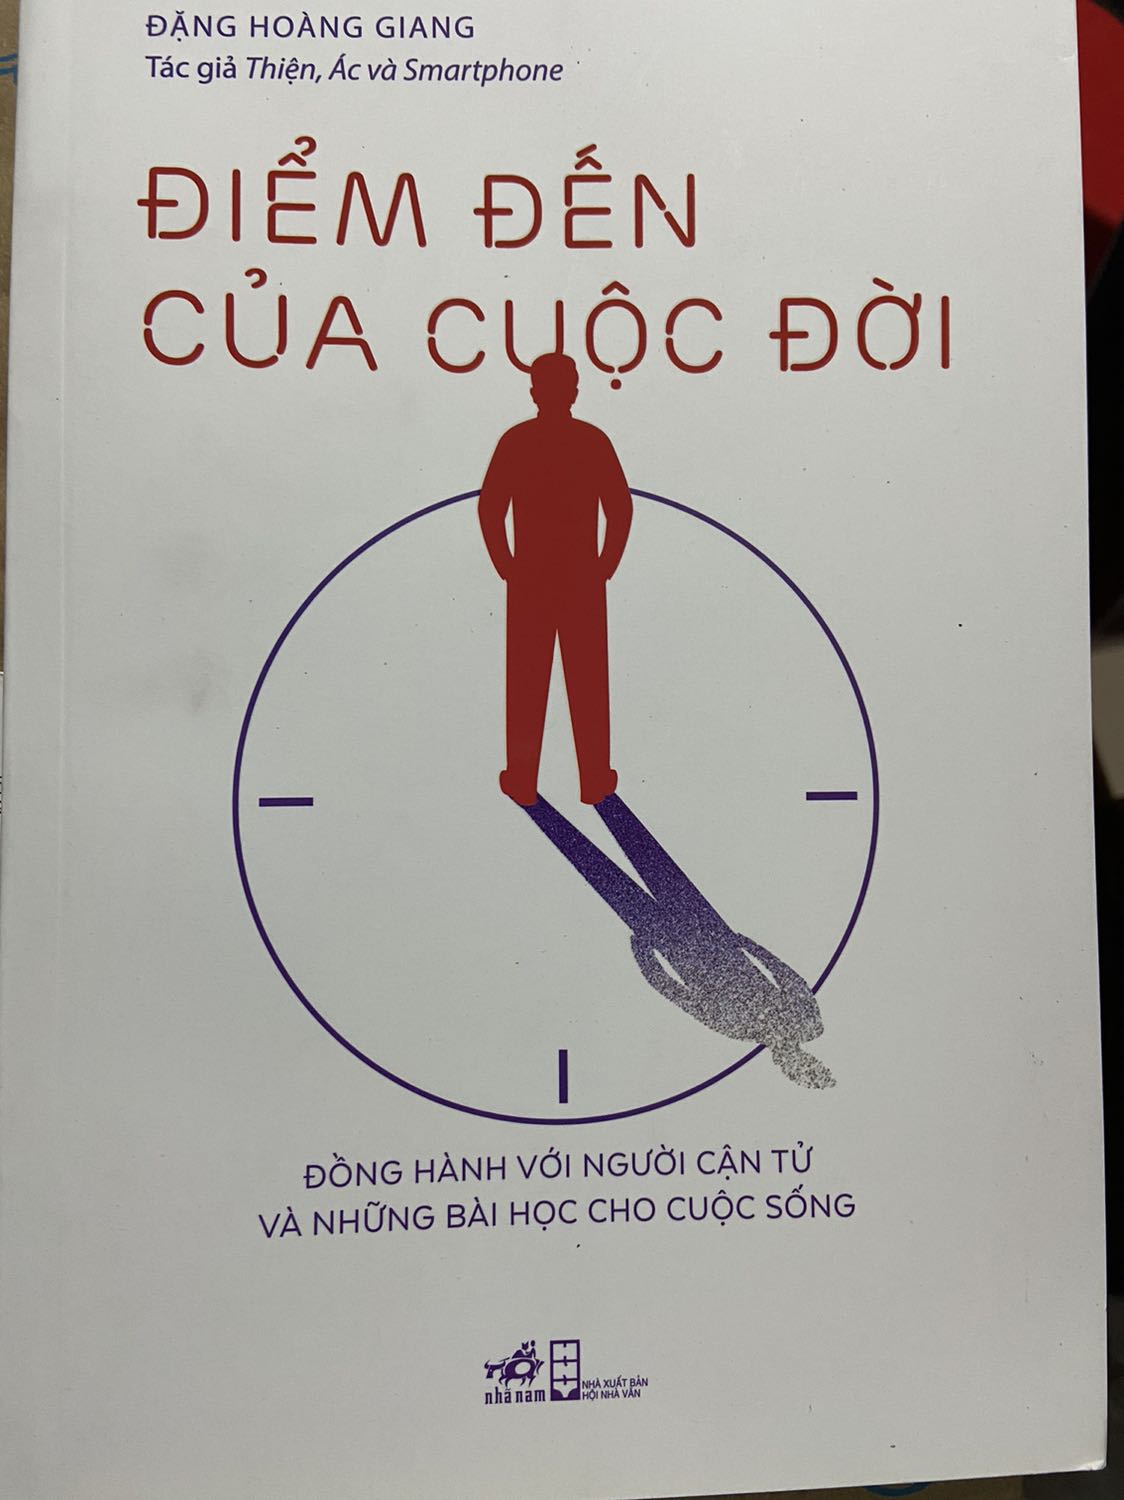 ĐẶNG HOÀNG GIANG
Tác giả Thiện, Ác và Smartphone
ĐIỂM ĐẾN
CỦA CUỘC ĐỜI
ĐỒNG HÀNH VỚI NGƯỜI CẬN TỬ
VÀ NHỮNG BÀI HỌC CHO CUỘC SỐNG
nhã nam
NHÀ XUẤT BẢN
HỘI NHÀ VĂN